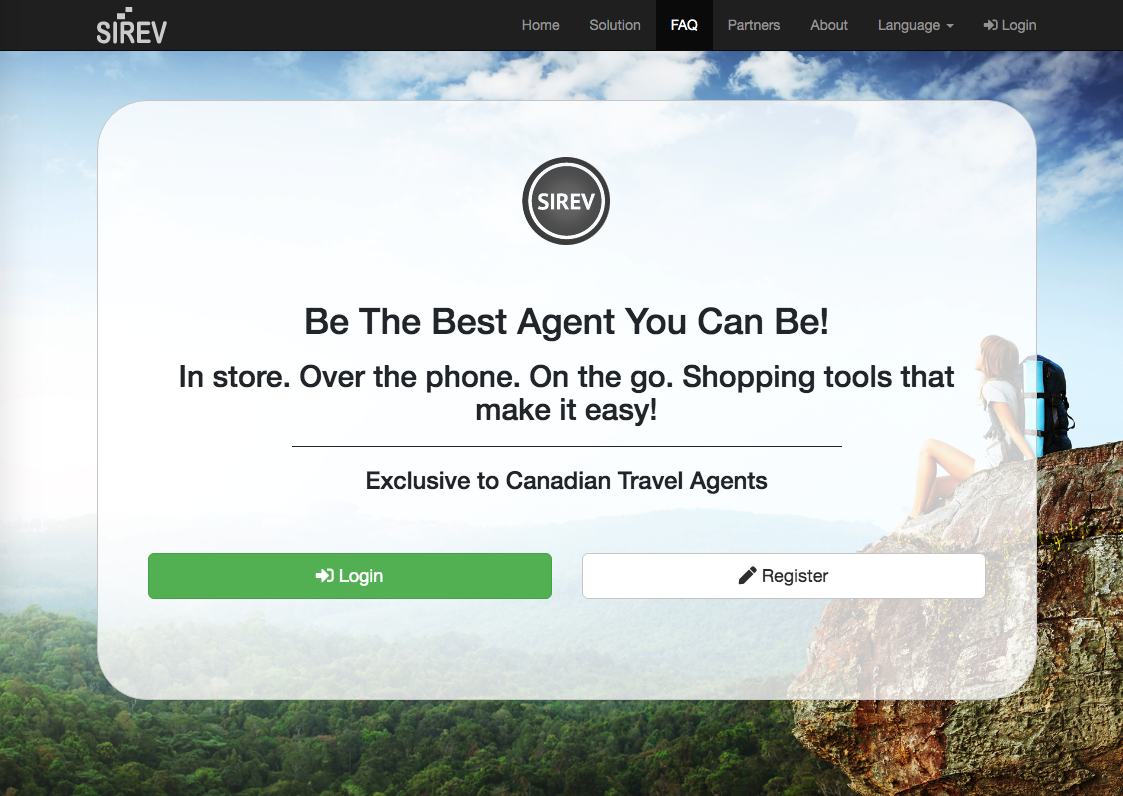 SIREV
Home Solution FAQ Partners About Language Login
SIREV
Be The Best Agent You Can Be!
In store. Over the phone. On the go. Shopping tools that
make it easy!
Exclusive to Canadian Travel Agents
Login
Register